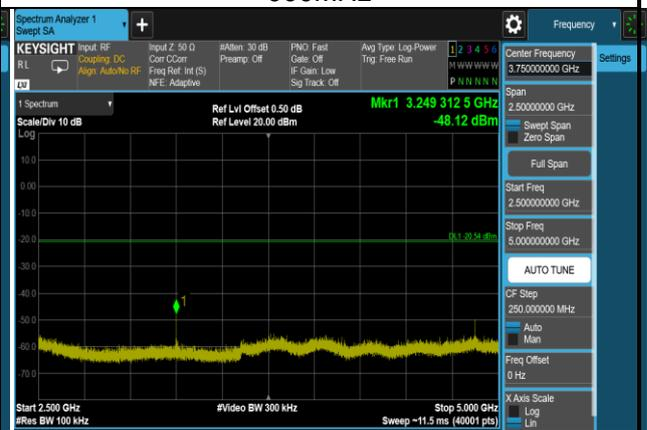 Spectrum Analyzer 1
Swept SA
+
Frequency
KEYSIGHT
RL
LXI
Input: RF
Coupling: DC
Align: Auto/No RF
Input Z: 50 Ω
Corr CCorr
Freq Ref: Int (S)
NFE: Adaptive
#Atten: 30 dB
Preamp: Off
PNO: Fast
Gate: Off
IF Gain: Low
Sig Track: Off
Avg Type: Log-Power
Trig: Free Run
1 2 3 4 5 6
M W W W W W
P N N N N N
1 Spectrum
Scale/Div 10 dB
Log
Ref Lvl Offset 0.50 dB
Ref Level 20.00 dBm
Mkr1 3.249 312 5 GHz
-48.12 dBm
10.0
0.00
-10.0
-20.0
DL1 -20.54 dBm
-30.0
-40.0
1
-50.0
-60.0
-70.0
Start 2.500 GHz
#Res BW 100 kHz
#Video BW 300 kHz
Stop 5.000 GHz
Sweep ~11.5 ms (40001 pts)
Center Frequency
3.750000000 GHz
Settings
Span
2.50000000 GHz
Swept Span
Zero Span
Full Span
Start Freq
2.500000000 GHz
Stop Freq
5.000000000 GHz
AUTO TUNE
CF Step
250.000000 MHz
Auto
Man
Freq Offset
0 Hz
X Axis Scale
Log
Lin